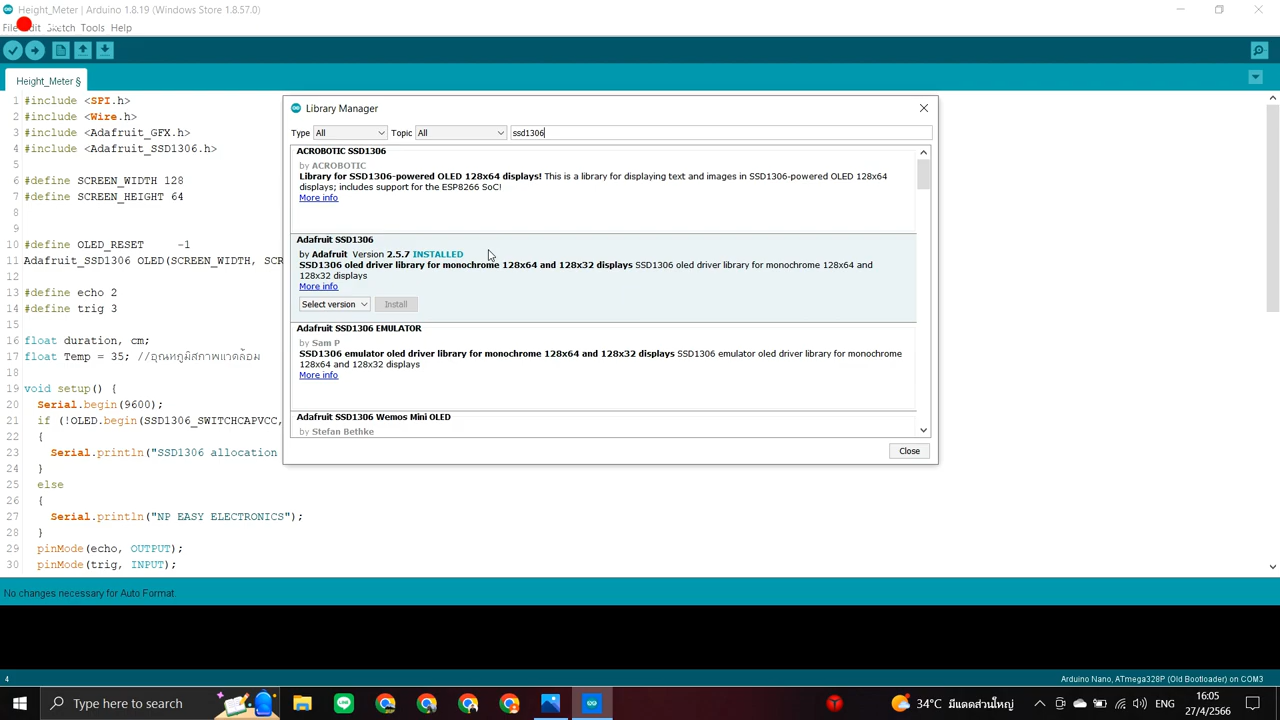 Height_Meter | Arduino 1.8.19 (Windows Store 1.8.57.0)
File Edit Sketch Tools Help
Height_Meter §
1 #include <SPI.h>
2 #include <Wire.h>
3 #include <Adafruit_GFX.h>
4 #include <Adafruit_SSD1306.h>
5
6 #define SCREEN_WIDTH 128
7 #define SCREEN_HEIGHT 64
8
9
10 #define OLED_RESET -1
11 Adafruit_SSD1306 OLED(SCREEN_WIDTH, SCR
12
13 #define echo 2
14 #define trig 3
15
16 float duration, cm;
17 float Temp = 35; //อุณหภูมิสภาพแวดล้อม
18
19 void setup() {
20 Serial.begin(9600);
21 if (!OLED.begin(SSD1306_SWITCHCAPVCC,
22 {
23 Serial.println("SSD1306 allocation
24 }
25 else
26 {
27 Serial.println("NP EASY ELECTRONICS");
28 }
29 pinMode(echo, OUTPUT);
30 pinMode(trig, INPUT);
Library Manager
Type All Topic All ssd1306
ACROBOTIC SSD1306
by ACROBOTIC
Library for SSD1306-powered OLED 128x64 displays! This is a library for displaying text and images in SSD1306-powered OLED 128x64
displays; includes support for the ESP8266 SoC!
More info
Adafruit SSD1306
by Adafruit Version 2.5.7 INSTALLED
SSD1306 oled driver library for monochrome 128x64 and 128x32 displays SSD1306 oled driver library for monochrome 128x64 and
128x32 displays
More info
Select version Install
Adafruit SSD1306 EMULATOR
by Sam P
SSD1306 emulator oled driver library for monochrome 128x64 and 128x32 displays SSD1306 emulator oled driver library for monochrome
128x64 and 128x32 displays
More info
Adafruit SSD1306 Wemos Mini OLED
by Stefan Bethke
Close
No changes necessary for Auto Format.
4
Arduino Nano, ATmega328P (Old Bootloader) on COM3
Type here to search
34°C มีแดดส่วนใหญ่
ENG
16:05
27/4/2566